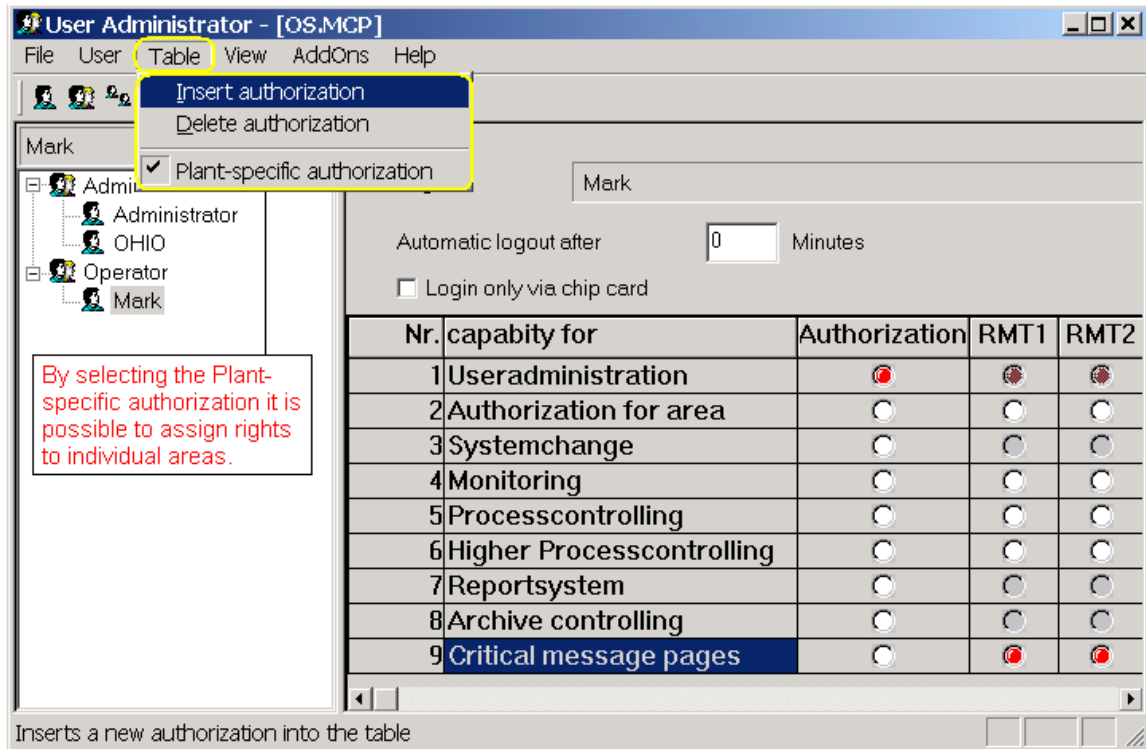 User Administrator - [OS.MCP]
File User Table View AddOns Help
Insert authorization
Delete authorization
Plant-specific authorization
Mark
Administrator
OHIO
Operator
Mark
By selecting the Plant-
specific authorization it is
possible to assign rights
to individual areas.
Mark
Automatic logout after 0 Minutes
Login only via chip card
Nr. capabity for Authorization RMT1 RMT2
1 Useradministration
2 Authorization for area
3 Systemchange
4 Monitoring
5 Processcontrolling
6 Higher Processcontrolling
7 Reportsystem
8 Archive controlling
9 Critical message pages
Inserts a new authorization into the table